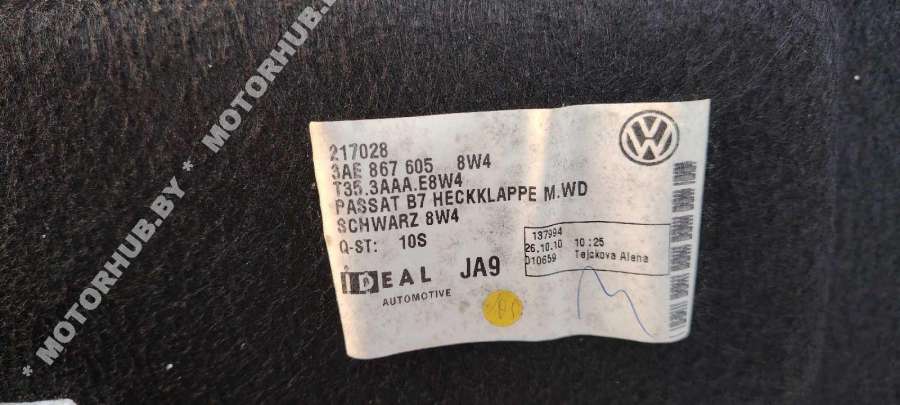 * MOTORHUB.BY * MOTORHUB.BY
217028
3AE 867 605 8W4
T35.3AAA.E8W4
PASSAT B7 HECKKLAPPE M.WD
SCHWARZ 8W4
Q-ST: 10S
IDEAL JA9
AUTOMOTIVE
137994
26.10.10 10:25
D10659 Tejckova Alena